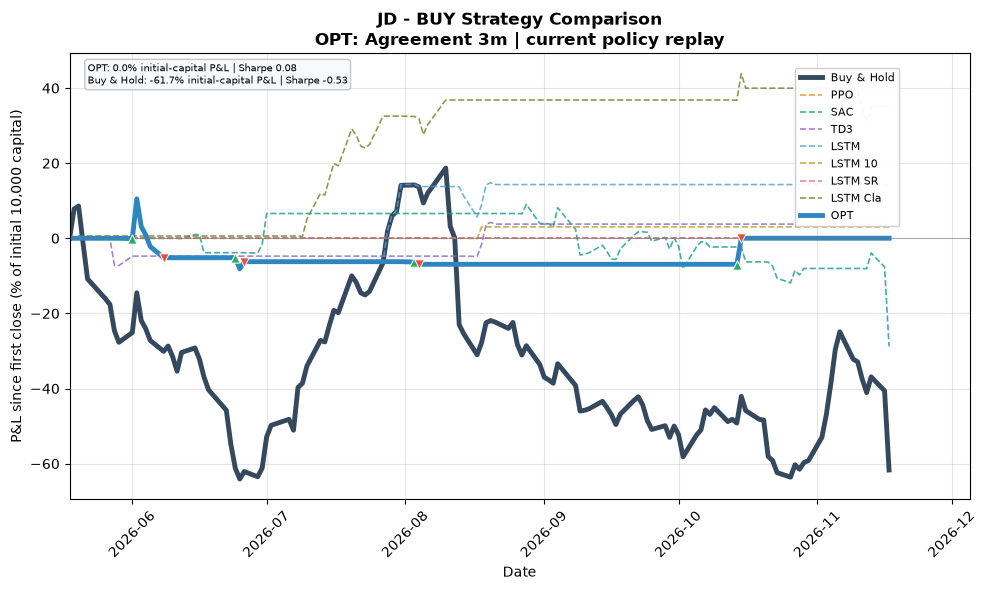 JD - BUY Strategy Comparison
OPT: Agreement 3m | current policy replay
OPT: 0.0% initial-capital P&L | Sharpe 0.08
Buy & Hold: -61.7% initial-capital P&L | Sharpe -0.53
Buy & Hold
PPO
SAC
TD3
LSTM
LSTM 10
LSTM SR
LSTM Cla
OPT
P&L since first close (% of initial 10,000 capital)
40
20
0
−20
−40
−60
2026-06
2026-07
2026-08
2026-09
2026-10
2026-11
2026-12
Date